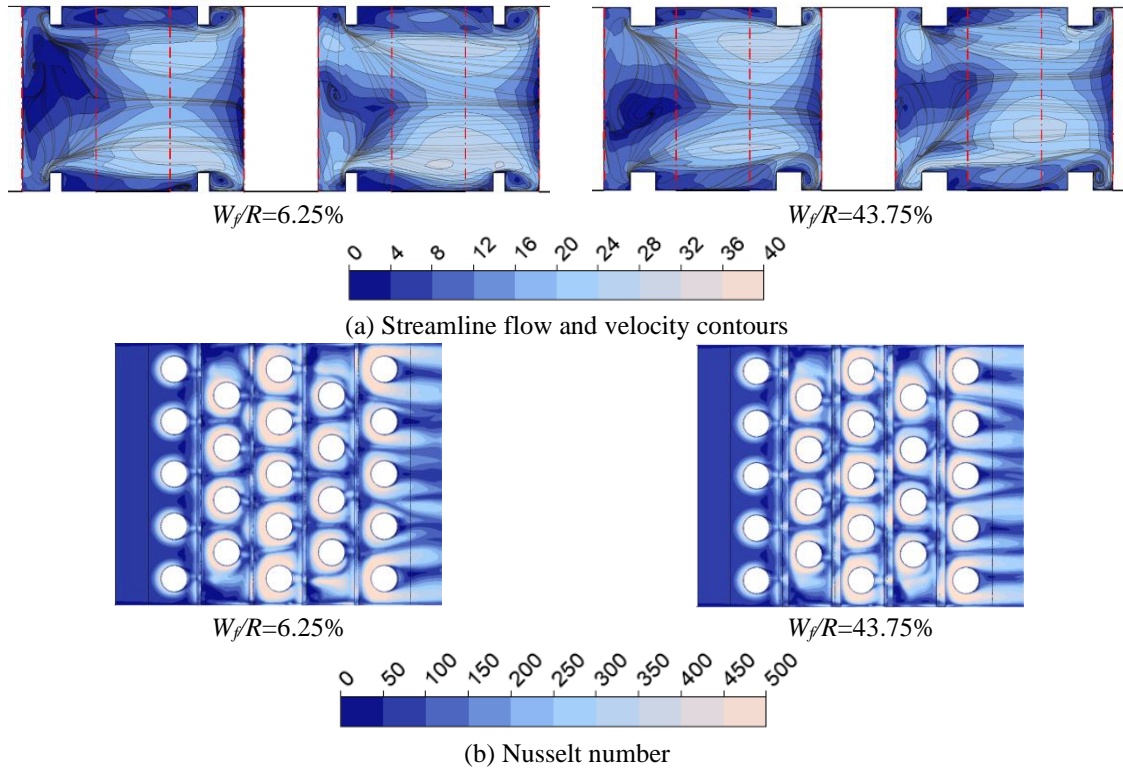 W_f/R=6.25% W_f/R=43.75%
0 4 8 12 16 20 24 28 32 36 40
(a) Streamline flow and velocity contours
W_f/R=6.25% W_f/R=43.75%
0 50 100 150 200 250 300 350 400 450 500
(b) Nusselt number